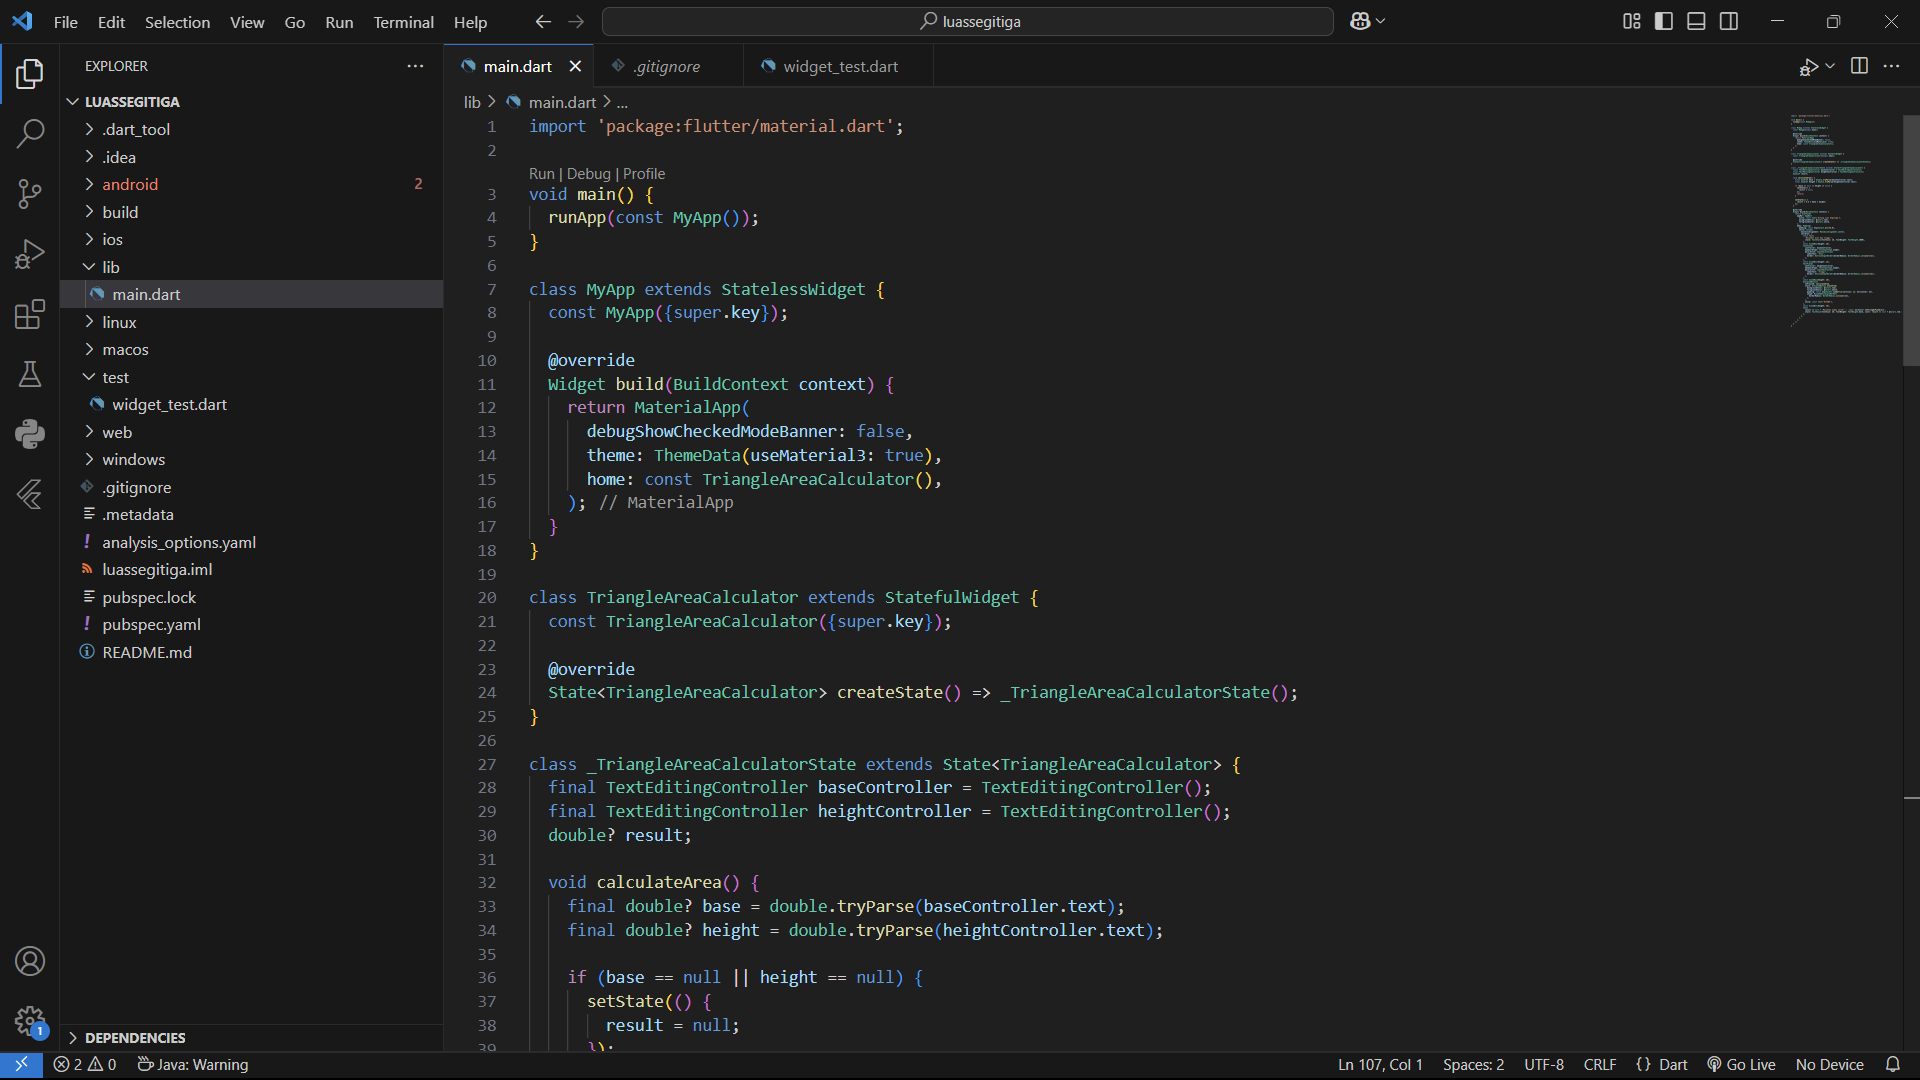 File Edit Selection View Go Run Terminal Help
luassegitiga
EXPLORER
LUASSEGITIGA
.dart_tool
.idea
android 2
build
ios
lib
main.dart
linux
macos
test
widget_test.dart
web
windows
.gitignore
.metadata
! analysis_options.yaml
luassegitiga.iml
pubspec.lock
! pubspec.yaml
README.md
DEPENDENCIES
1
main.dart
.gitignore
widget_test.dart
lib > main.dart > ...
1 import 'package:flutter/material.dart';
2
Run | Debug | Profile
3 void main() {
4 runApp(const MyApp());
5 }
6
7 class MyApp extends StatelessWidget {
8 const MyApp({super.key});
9
10 @override
11 Widget build(BuildContext context) {
12 return MaterialApp(
13 debugShowCheckedModeBanner: false,
14 theme: ThemeData(useMaterial3: true),
15 home: const TriangleAreaCalculator(),
16 ); // MaterialApp
17 }
18 }
19
20 class TriangleAreaCalculator extends StatefulWidget {
21 const TriangleAreaCalculator({super.key});
22
23 @override
24 State<TriangleAreaCalculator> createState() => _TriangleAreaCalculatorState();
25 }
26
27 class _TriangleAreaCalculatorState extends State<TriangleAreaCalculator> {
28 final TextEditingController baseController = TextEditingController();
29 final TextEditingController heightController = TextEditingController();
30 double? result;
31
32 void calculateArea() {
33 final double? base = double.tryParse(baseController.text);
34 final double? height = double.tryParse(heightController.text);
35
36 if (base == null || height == null) {
37 setState(() {
38 result = null;
39 });
2 0 Java: Warning
Ln 107, Col 1 Spaces: 2 UTF-8 CRLF {} Dart Go Live No Device